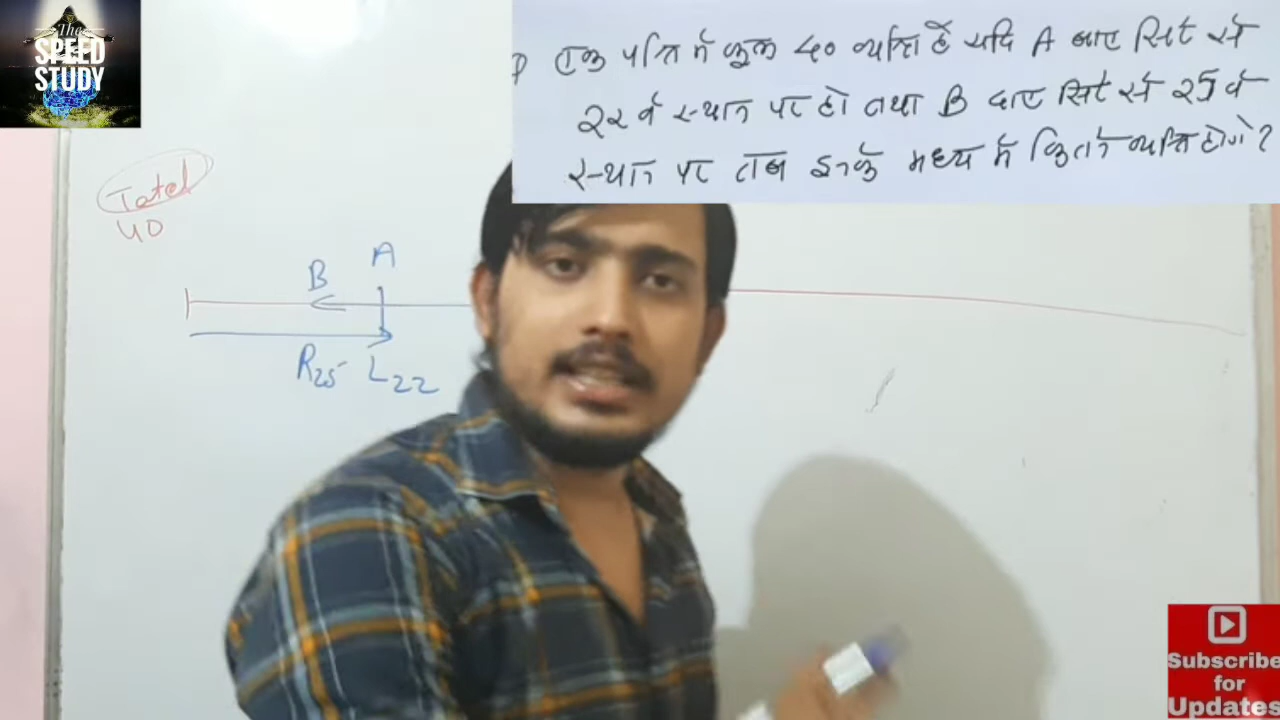 The
SPEED
STUDY
एक पंक्ति में कुल 40 व्यक्ति हैं यदि A बाएं सिरे से
22 वें स्थान पर हो तथा B दाएं सिरे से 25 वें
स्थान पर तब इनके मध्य में कितने व्यक्ति होंगे?
Total
40
B A
R25 L22
Subscribe
for
Updates